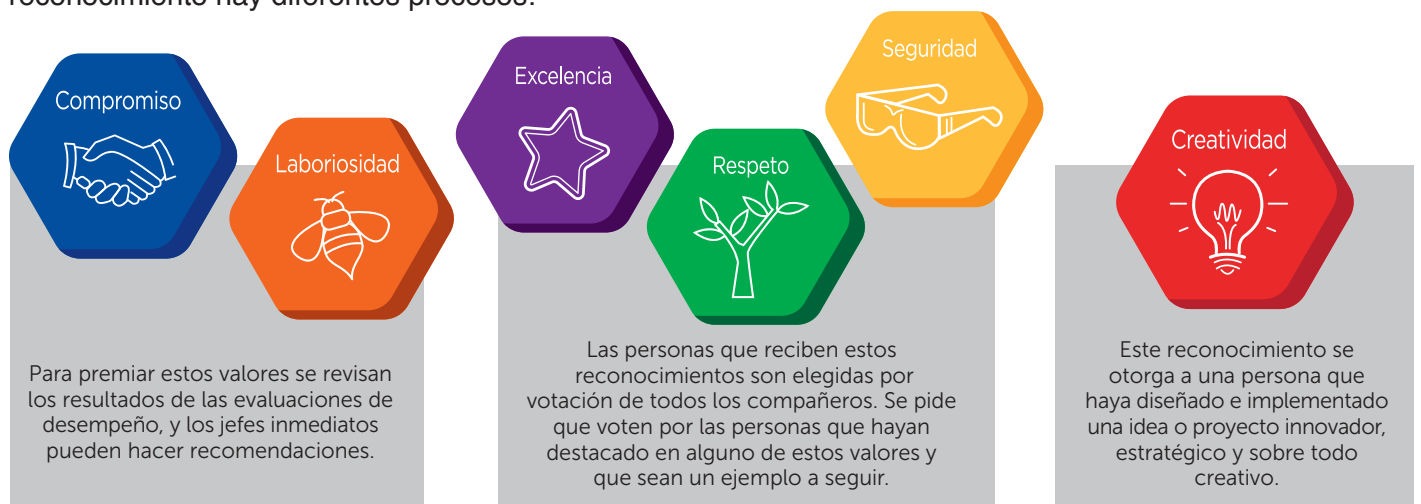 reconocimiento hay diferentes procesos:
Compromiso
Laboriosidad
Para premiar estos valores se revisan
los resultados de las evaluaciones de
desempeño, y los jefes inmediatos
pueden hacer recomendaciones.
Excelencia
Respeto
Seguridad
Las personas que reciben estos
reconocimientos son elegidas por
votación de todos los compañeros. Se pide
que voten por las personas que hayan
destacado en alguno de estos valores y
que sean un ejemplo a seguir.
Creatividad
Este reconocimiento se
otorga a una persona que
haya diseñado e implementado
una idea o proyecto innovador,
estratégico y sobre todo
creativo.